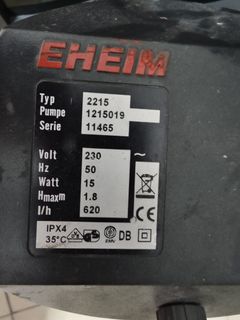 EHEIM
Typ 2215
Pumpe 1215019
Serie 11465
Volt 230 ~
Hz 50
Watt 15
Hmaxm 1.8
l/h 620
IPX4
35°C
DB
CE